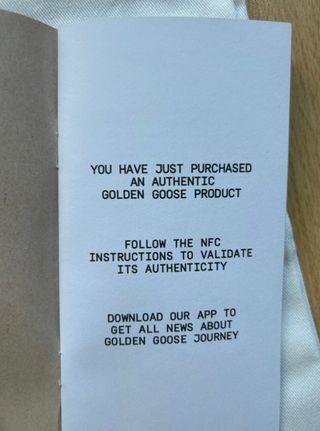 YOU HAVE JUST PURCHASED
AN AUTHENTIC
GOLDEN GOOSE PRODUCT
FOLLOW THE NFC
INSTRUCTIONS TO VALIDATE
ITS AUTHENTICITY
DOWNLOAD OUR APP TO
GET ALL NEWS ABOUT
GOLDEN GOOSE JOURNEY